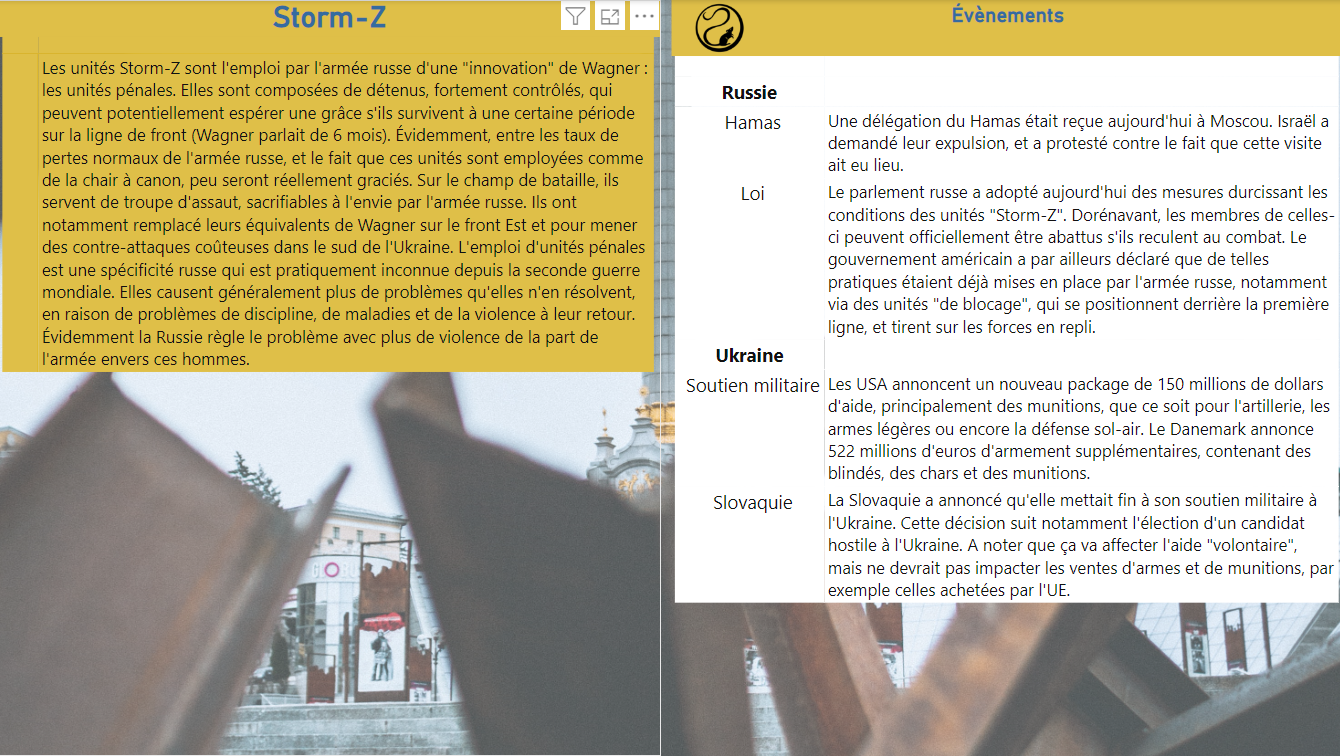 Storm-Z
Les unités Storm-Z sont l'emploi par l'armée russe d'une "innovation" de Wagner :
les unités pénales. Elles sont composées de détenus, fortement contrôlés, qui
peuvent potentiellement espérer une grâce s'ils survivent à une certaine période
sur la ligne de front (Wagner parlait de 6 mois). Évidemment, entre les taux de
pertes normaux de l'armée russe, et le fait que ces unités sont employées comme
de la chair à canon, peu seront réellement graciés. Sur le champ de bataille, ils
servent de troupe d'assaut, sacrifiables à l'envie par l'armée russe. Ils ont
notamment remplacé leurs équivalents de Wagner sur le front Est et pour mener
des contre-attaques coûteuses dans le sud de l'Ukraine. L'emploi d'unités pénales
est une spécificité russe qui est pratiquement inconnue depuis la seconde guerre
mondiale. Elles causent généralement plus de problèmes qu'elles n'en résolvent,
en raison de problèmes de discipline, de maladies et de la violence à leur retour.
Évidemment la Russie règle le problème avec plus de violence de la part de
l'armée envers ces hommes.
Évènements
Russie
Hamas
Une délégation du Hamas était reçue aujourd'hui à Moscou. Israël a
demandé leur expulsion, et a protesté contre le fait que cette visite
ait eu lieu.
Loi
Le parlement russe a adopté aujourd'hui des mesures durcissant les
conditions des unités "Storm-Z". Dorénavant, les membres de celles-
ci peuvent officiellement être abattus s'ils reculent au combat. Le
gouvernement américain a par ailleurs déclaré que de telles
pratiques étaient déjà mises en place par l'armée russe, notamment
via des unités "de blocage", qui se positionnent derrière la première
ligne, et tirent sur les forces en repli.
Ukraine
Soutien militaire
Les USA annoncent un nouveau package de 150 millions de dollars
d'aide, principalement des munitions, que ce soit pour l'artillerie, les
armes légères ou encore la défense sol-air. Le Danemark annonce
522 millions d'euros d'armement supplémentaires, contenant des
blindés, des chars et des munitions.
Slovaquie
La Slovaquie a annoncé qu'elle mettait fin à son soutien militaire à
l'Ukraine. Cette décision suit notamment l'élection d'un candidat
hostile à l'Ukraine. A noter que ça va affecter l'aide "volontaire",
mais ne devrait pas impacter les ventes d'armes et de munitions, par
exemple celles achetées par l'UE.